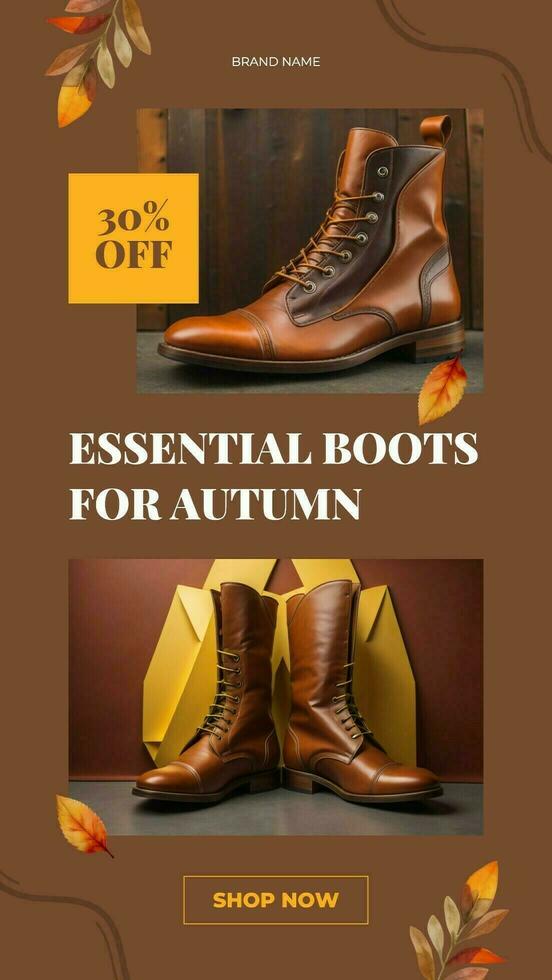 BRAND NAME
30%
OFF
ESSENTIAL BOOTS
FOR AUTUMN
SHOP NOW